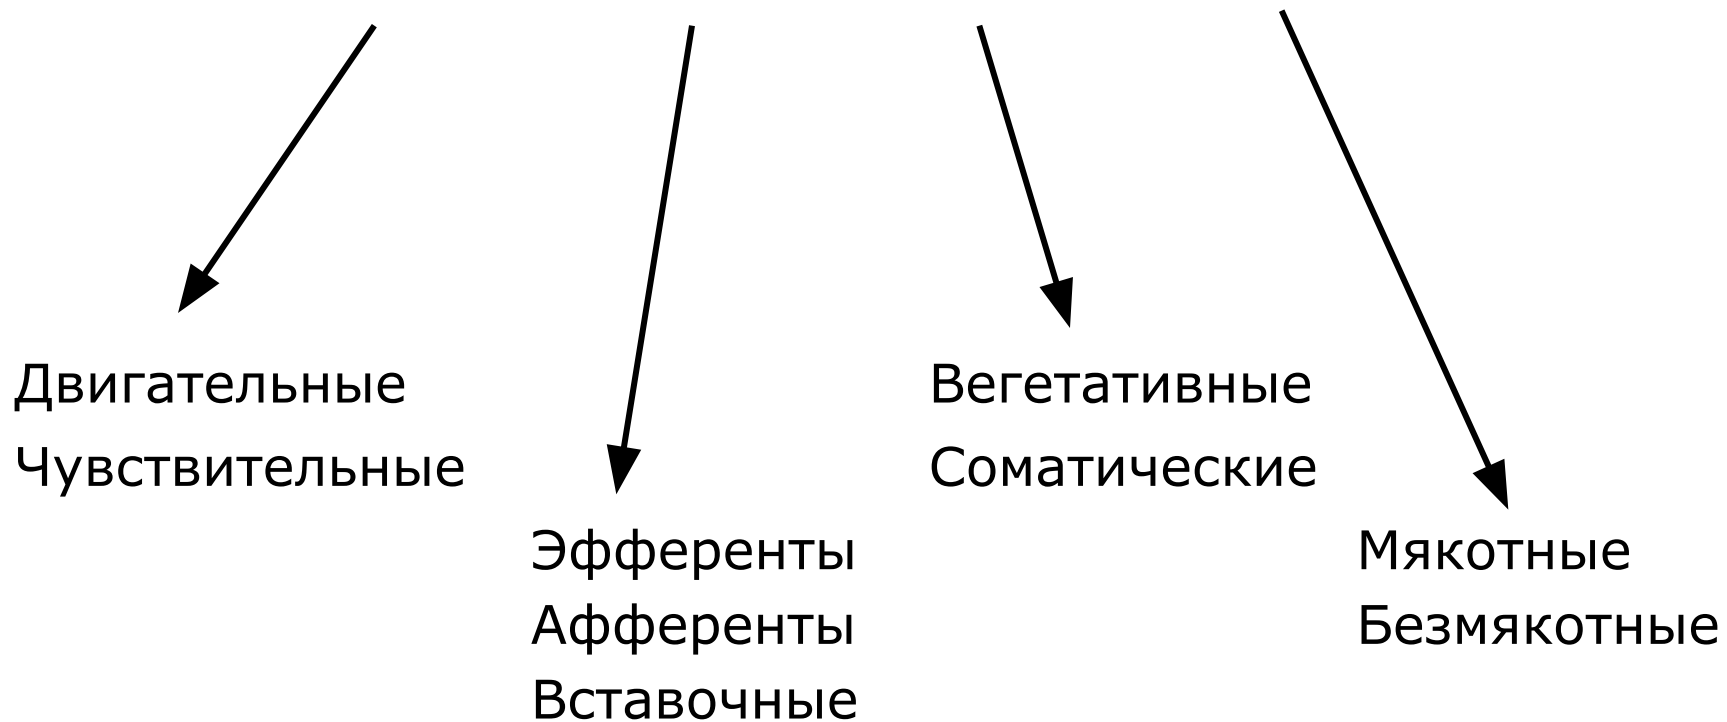 Двигательные
Чувствительные
Эфференты
Афференты
Вставочные
Вегетативные
Соматические
Мякотные
Безмякотные